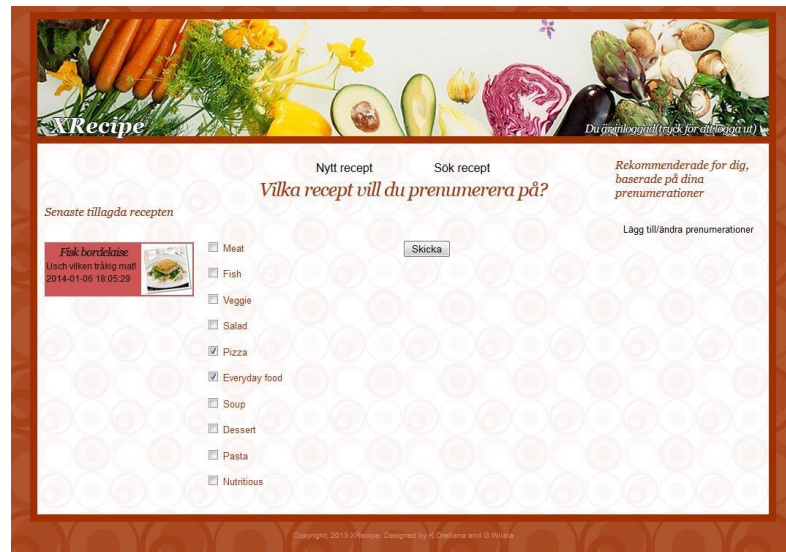 XRecipe
Du är inloggad(tryck för att logga ut)
Nytt recept
Sök recept
Vilka recept vill du prenumerera på?
Senaste tillagda recepten
Fisk bordelaise
Usch vilken tråkig mat!
2014-01-06 18:05:29
Meat
Fish
Veggie
Salad
Pizza
Everyday food
Soup
Dessert
Pasta
Nutritious
Skicka
Rekommenderade for dig,
baserade på dina
prenumerationer
Lägg till/ändra prenumerationer
Copyright; 2013 XRecipe. Designed by K.Orellana and G.